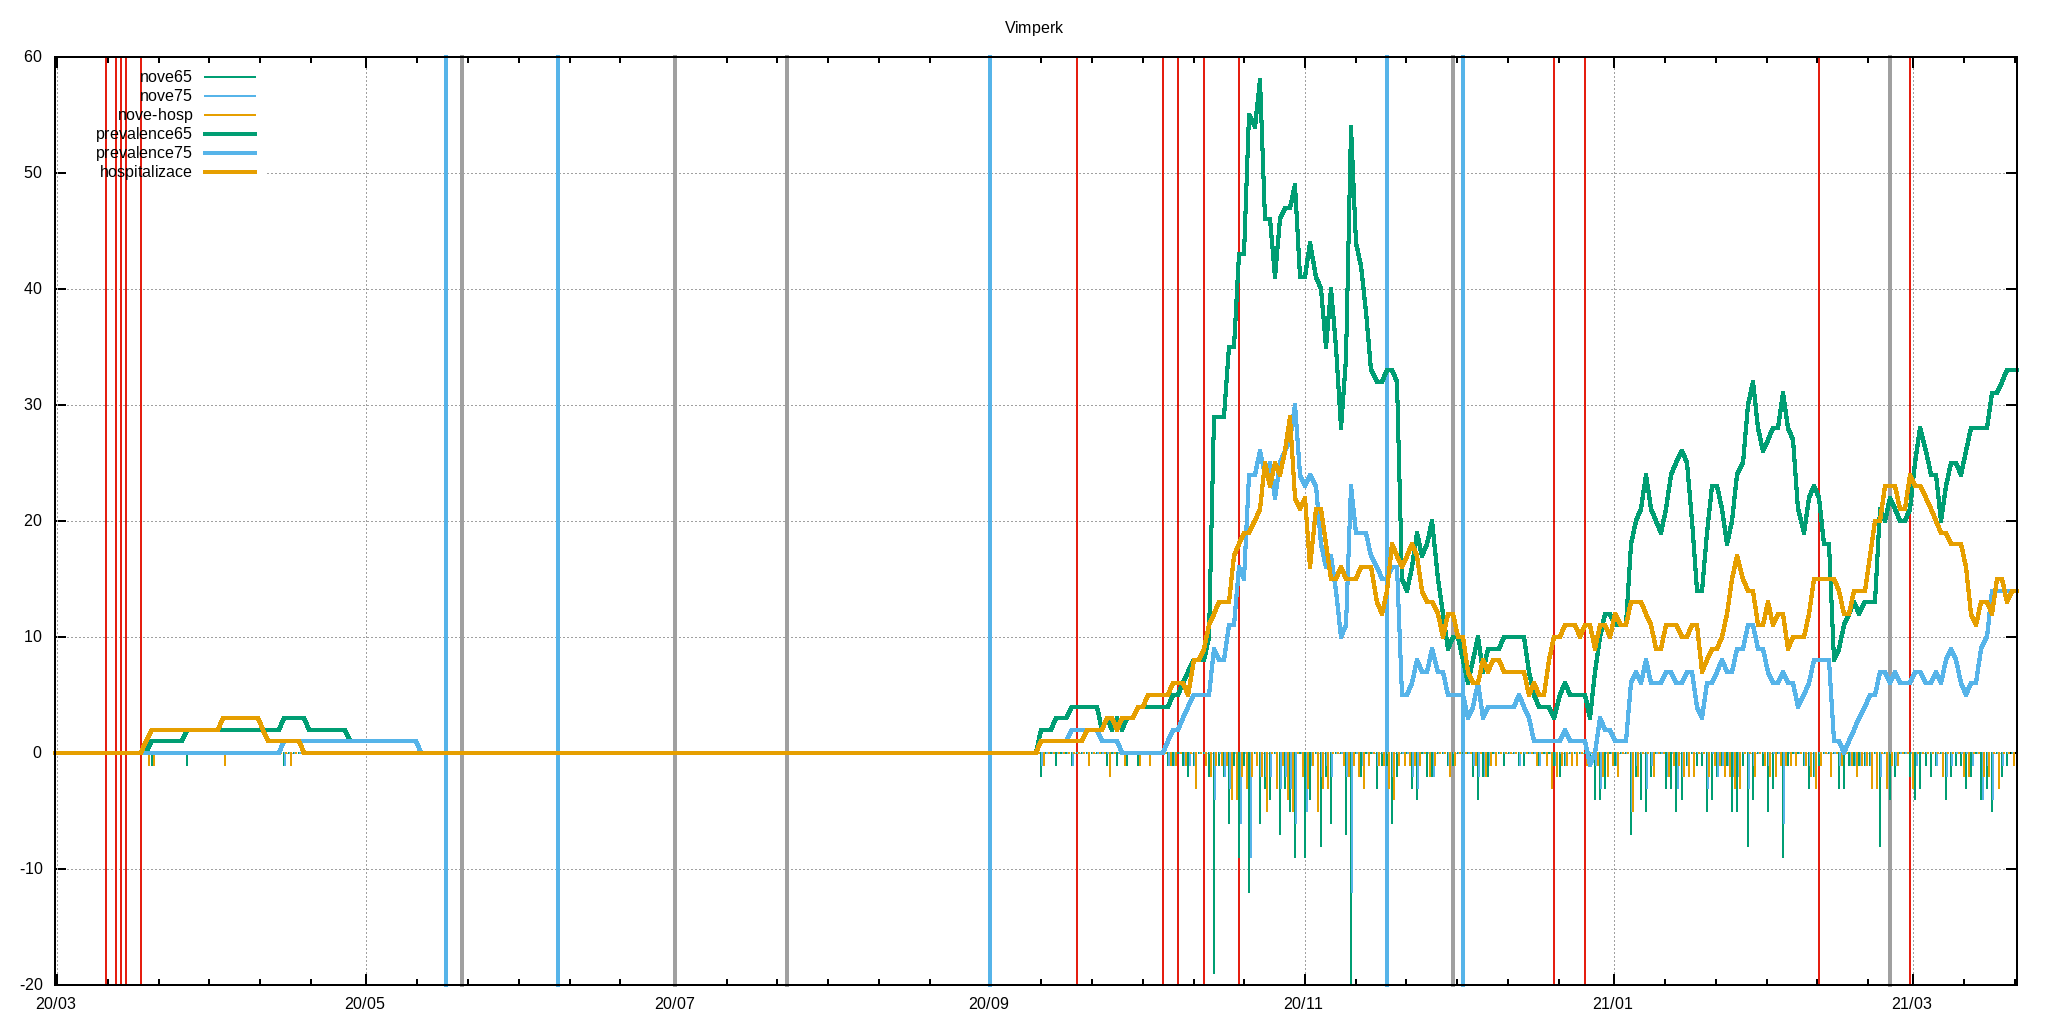 Vimperk
60
nove65
nove75
nove-hosp
prevalence65
prevalence75
hospitalizace
50
40
30
20
10
0
-10
-20
20/03 20/05 20/07 20/09 20/11 21/01 21/03